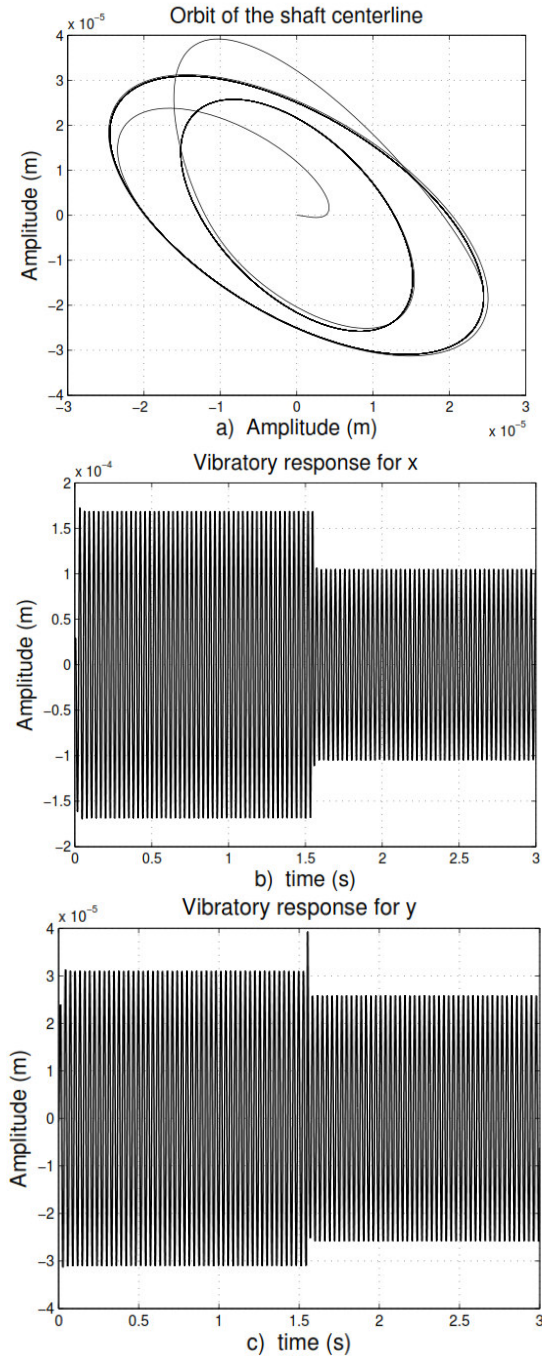 Orbit of the shaft centerline
x 10⁻⁵
4
3
2
1
0
−1
−2
−3
−4
Amplitude (m)
−3 −2 −1 0 1 2 3
a) Amplitude (m)
x 10⁻⁵
Vibratory response for x
x 10⁻⁴
2
1.5
1
0.5
0
−0.5
−1
−1.5
−2
Amplitude (m)
0 0.5 1 1.5 2 2.5 3
b) time (s)
Vibratory response for y
x 10⁻⁵
4
3
2
1
0
−1
−2
−3
−4
Amplitude (m)
0 0.5 1 1.5 2 2.5 3
c) time (s)